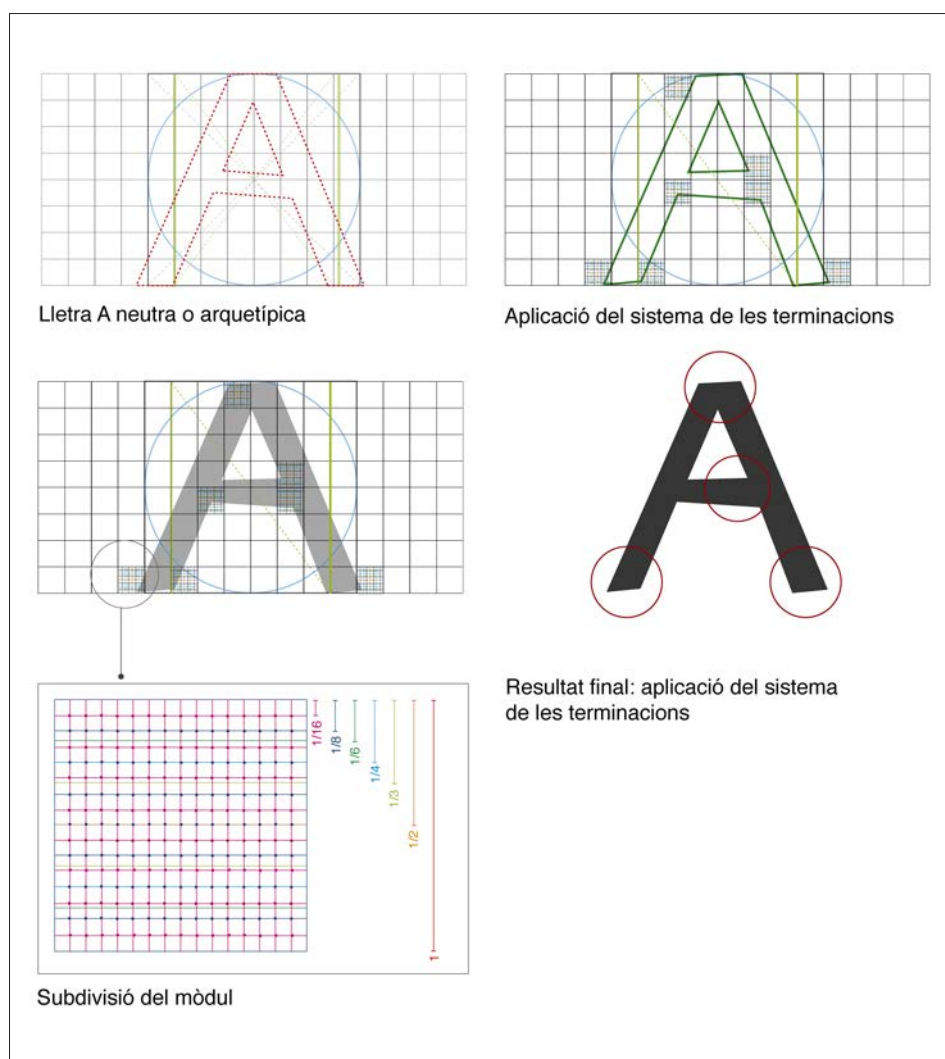 Lletra A neutra o arquetípica
Aplicació del sistema de les terminacions
Resultat final: aplicació del sistema
de les terminacions
1/16
1/8
1/6
1/4
1/3
1/2
1
Subdivisió del mòdul